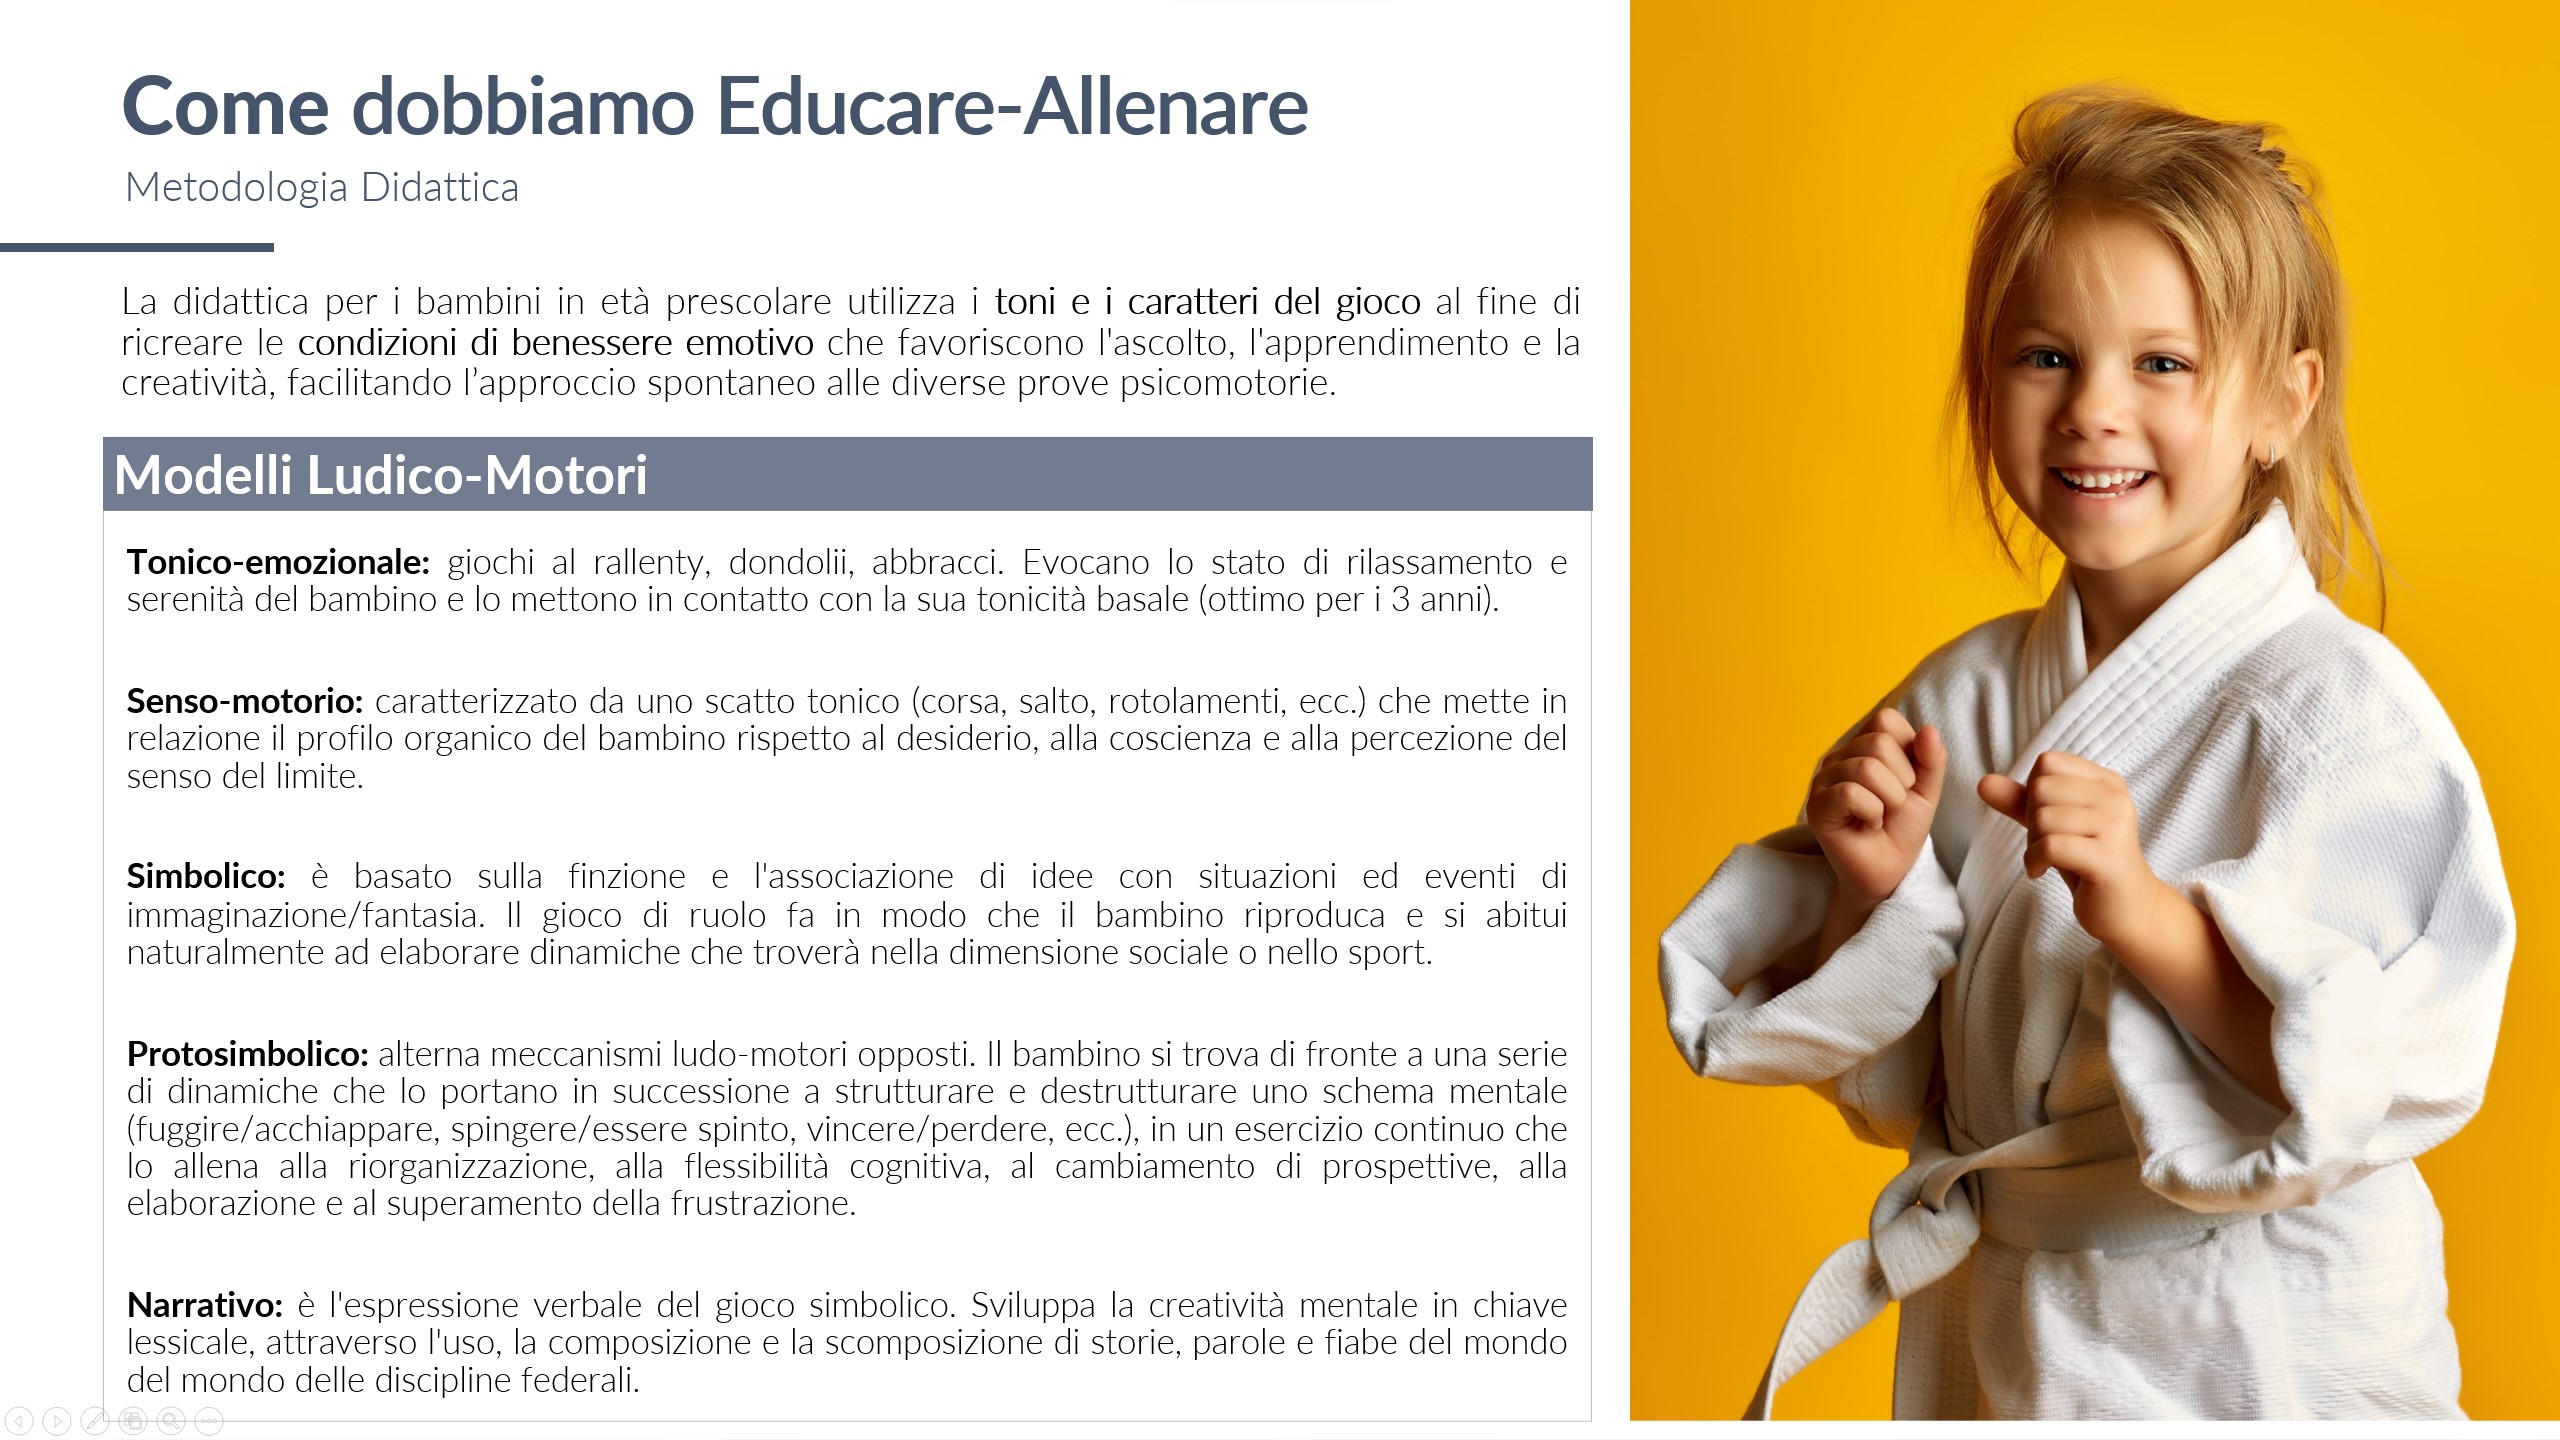 Come dobbiamo Educare-Allenare
Metodologia Didattica
La didattica per i bambini in età prescolare utilizza i toni e i caratteri del gioco al fine di
ricreare le condizioni di benessere emotivo che favoriscono l'ascolto, l'apprendimento e la
creatività, facilitando l’approccio spontaneo alle diverse prove psicomotorie.
Modelli Ludico-Motori
Tonico-emozionale: giochi al rallenty, dondolii, abbracci. Evocano lo stato di rilassamento e
serenità del bambino e lo mettono in contatto con la sua tonicità basale (ottimo per i 3 anni).
Senso-motorio: caratterizzato da uno scatto tonico (corsa, salto, rotolamenti, ecc.) che mette in
relazione il profilo organico del bambino rispetto al desiderio, alla coscienza e alla percezione del
senso del limite.
Simbolico: è basato sulla finzione e l'associazione di idee con situazioni ed eventi di
immaginazione/fantasia. Il gioco di ruolo fa in modo che il bambino riproduca e si abitui
naturalmente ad elaborare dinamiche che troverà nella dimensione sociale o nello sport.
Protosimbolico: alterna meccanismi ludo-motori opposti. Il bambino si trova di fronte a una serie
di dinamiche che lo portano in successione a strutturare e destrutturare uno schema mentale
(fuggire/acchiappare, spingere/essere spinto, vincere/perdere, ecc.), in un esercizio continuo che
lo allena alla riorganizzazione, alla flessibilità cognitiva, al cambiamento di prospettive, alla
elaborazione e al superamento della frustrazione.
Narrativo: è l'espressione verbale del gioco simbolico. Sviluppa la creatività mentale in chiave
lessicale, attraverso l'uso, la composizione e la scomposizione di storie, parole e fiabe del mondo
del mondo delle discipline federali.